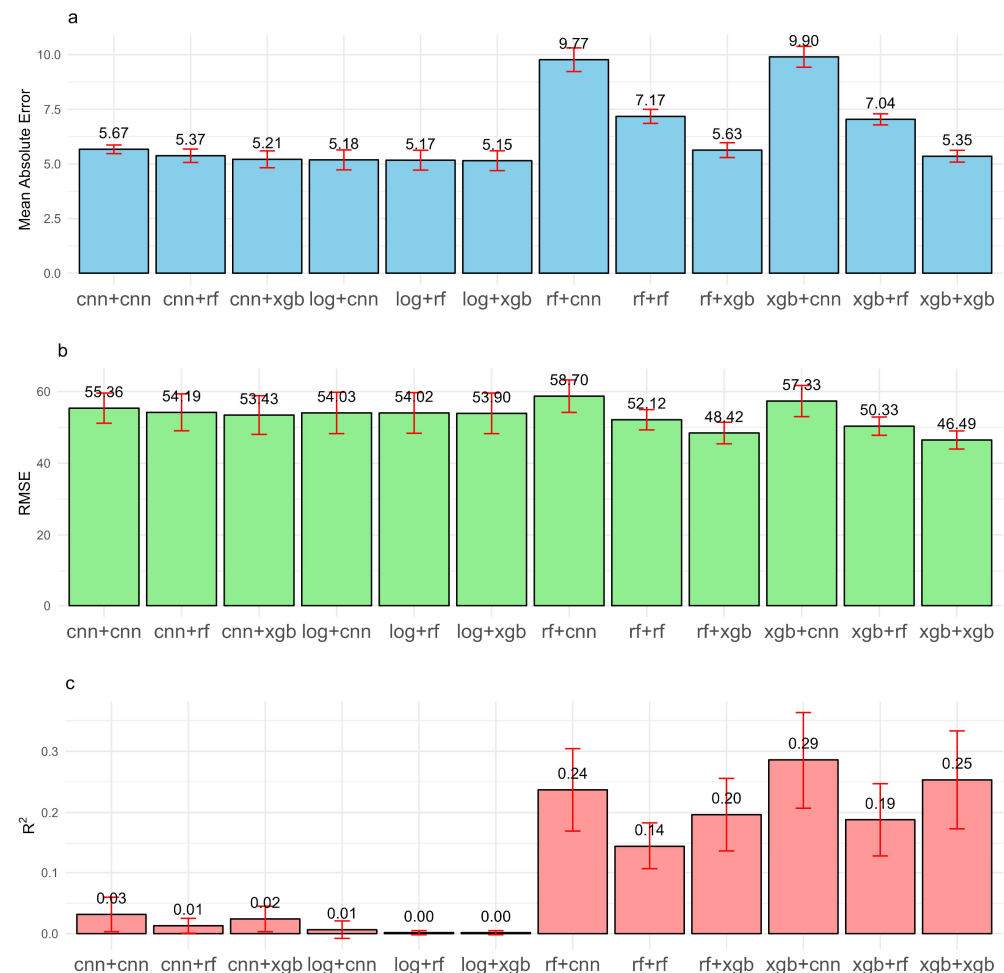 a
Mean Absolute Error
10.0
7.5
5.0
2.5
0.0
5.67 5.37 5.21 5.18 5.17 5.15 9.77 7.17 5.63 9.90 7.04 5.35
cnn+cnn cnn+rf cnn+xgb log+cnn log+rf log+xgb rf+cnn rf+rf rf+xgb xgb+cnn xgb+rf xgb+xgb
b
RMSE
60
40
20
0
55.36 54.19 53.43 54.03 54.02 53.90 58.70 52.12 48.42 57.33 50.33 46.49
cnn+cnn cnn+rf cnn+xgb log+cnn log+rf log+xgb rf+cnn rf+rf rf+xgb xgb+cnn xgb+rf xgb+xgb
c
R²
0.3
0.2
0.1
0.0
0.03 0.01 0.02 0.01 0.00 0.00 0.24 0.14 0.20 0.29 0.19 0.25
cnn+cnn cnn+rf cnn+xgb log+cnn log+rf log+xgb rf+cnn rf+rf rf+xgb xgb+cnn xgb+rf xgb+xgb